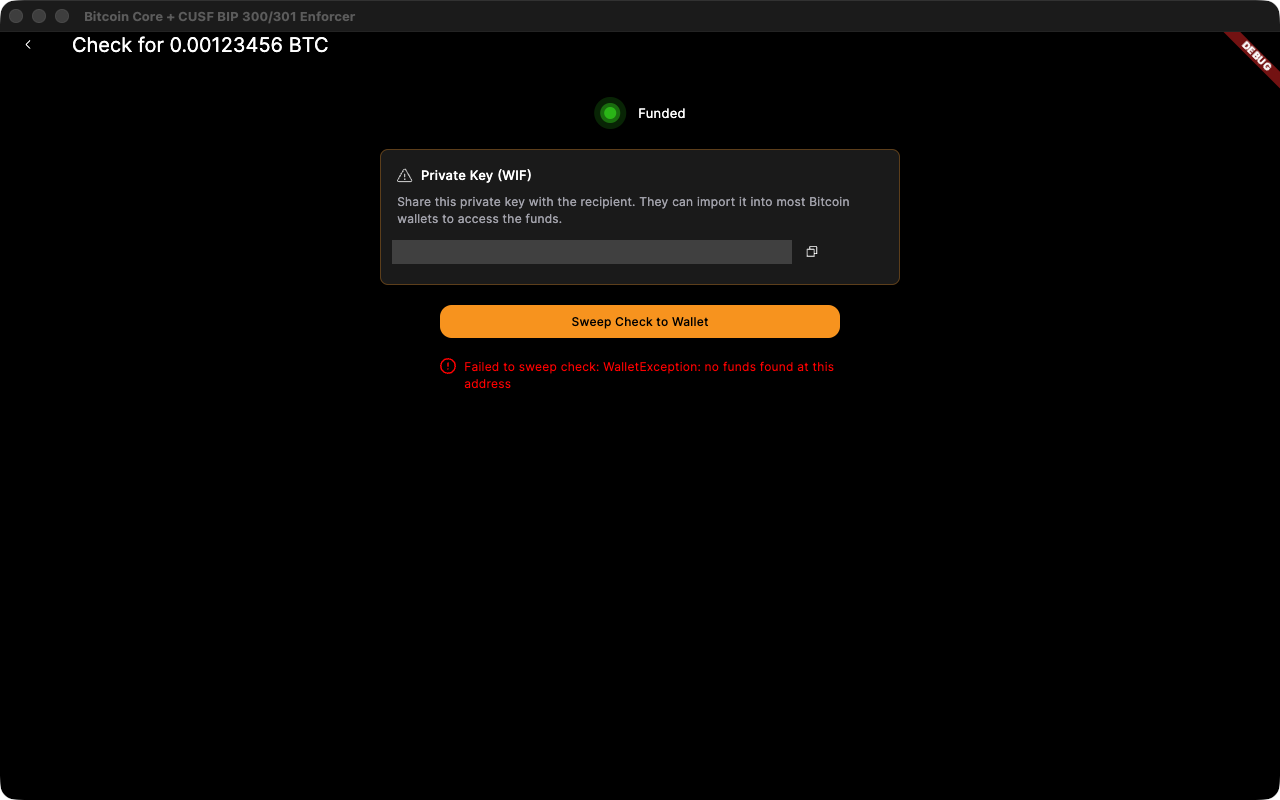 Bitcoin Core + CUSF BIP 300/301 Enforcer
Check for 0.00123456 BTC
DEBUG
Funded
Private Key (WIF)
Share this private key with the recipient. They can import it into most Bitcoin
wallets to access the funds.
Sweep Check to Wallet
Failed to sweep check: WalletException: no funds found at this
address